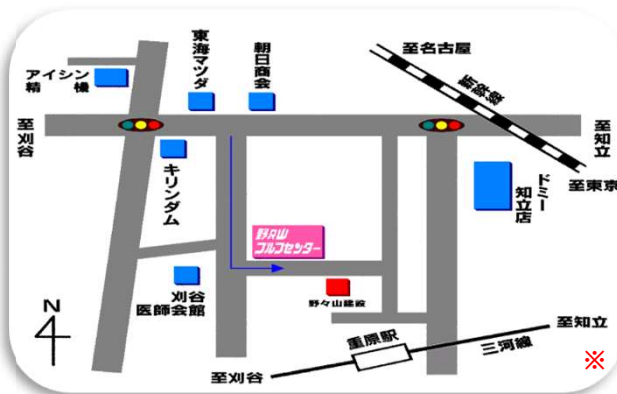 至名古屋
新幹線
東海マツダ
朝日商会
アイシン
精機
至刈谷
至知立
キリンダム
ドミー
知立店
至東京
野々山
ゴルフセンター
刈谷
医師会館
野々山建設
N
重原駅
至知立
三河線
至刈谷
※